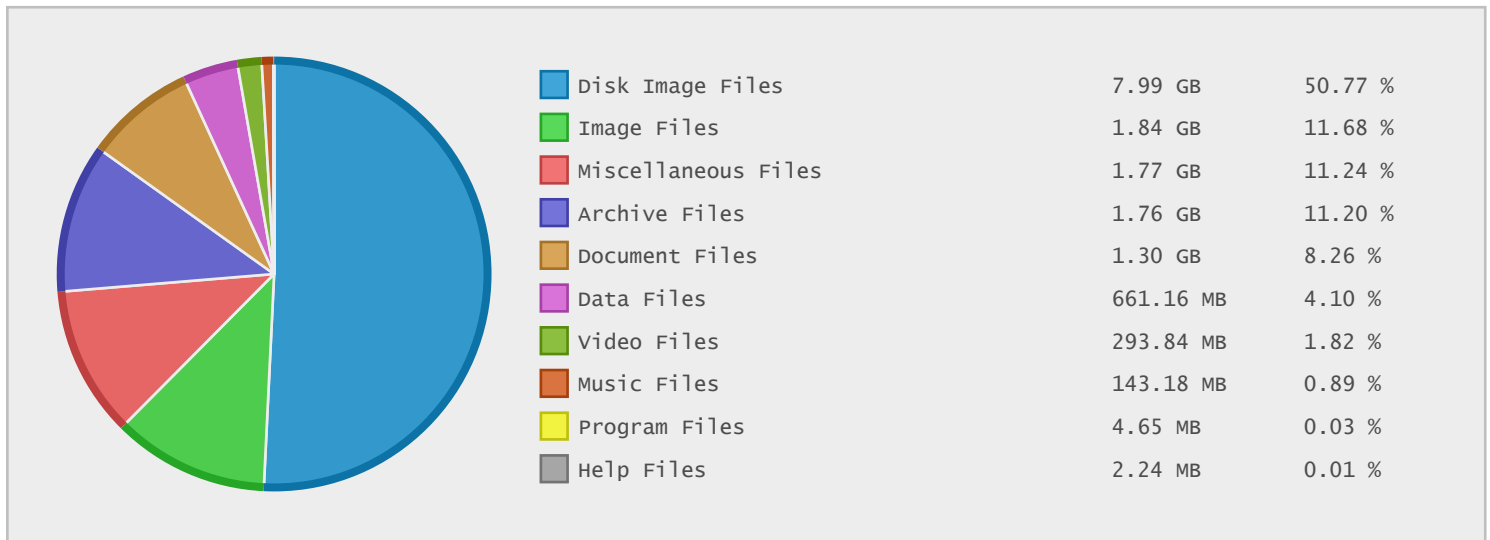 Disk Image Files 7.99 GB 50.77 %
Image Files 1.84 GB 11.68 %
Miscellaneous Files 1.77 GB 11.24 %
Archive Files 1.76 GB 11.20 %
Document Files 1.30 GB 8.26 %
Data Files 661.16 MB 4.10 %
Video Files 293.84 MB 1.82 %
Music Files 143.18 MB 0.89 %
Program Files 4.65 MB 0.03 %
Help Files 2.24 MB 0.01 %